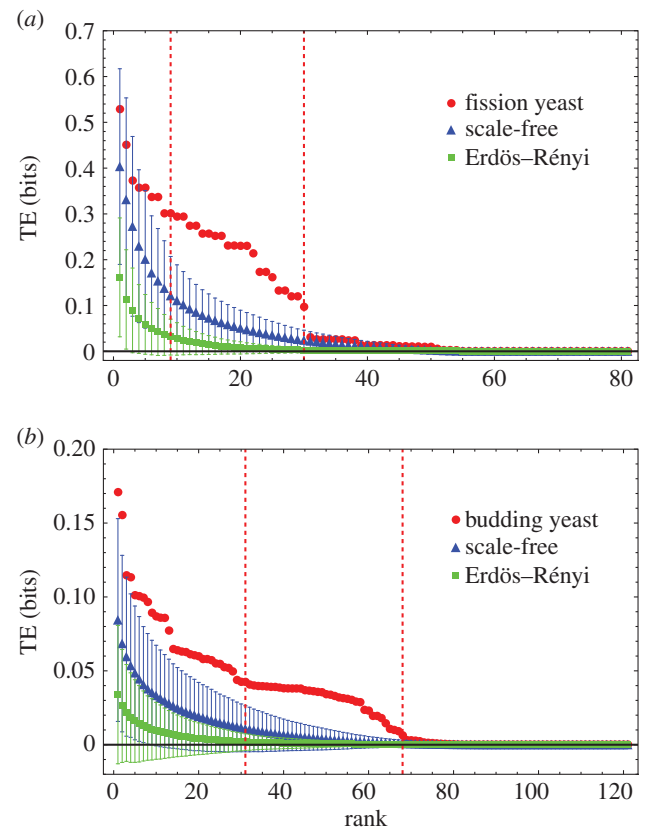 (a)
0.7
0.6
0.5
0.4
0.3
0.2
0.1
0
TE (bits)
fission yeast
scale-free
Erdös–Rényi
0 20 40 60 80
(b)
0.20
0.15
0.10
0.05
0
TE (bits)
budding yeast
scale-free
Erdös–Rényi
0 20 40 60 80 100 120
rank